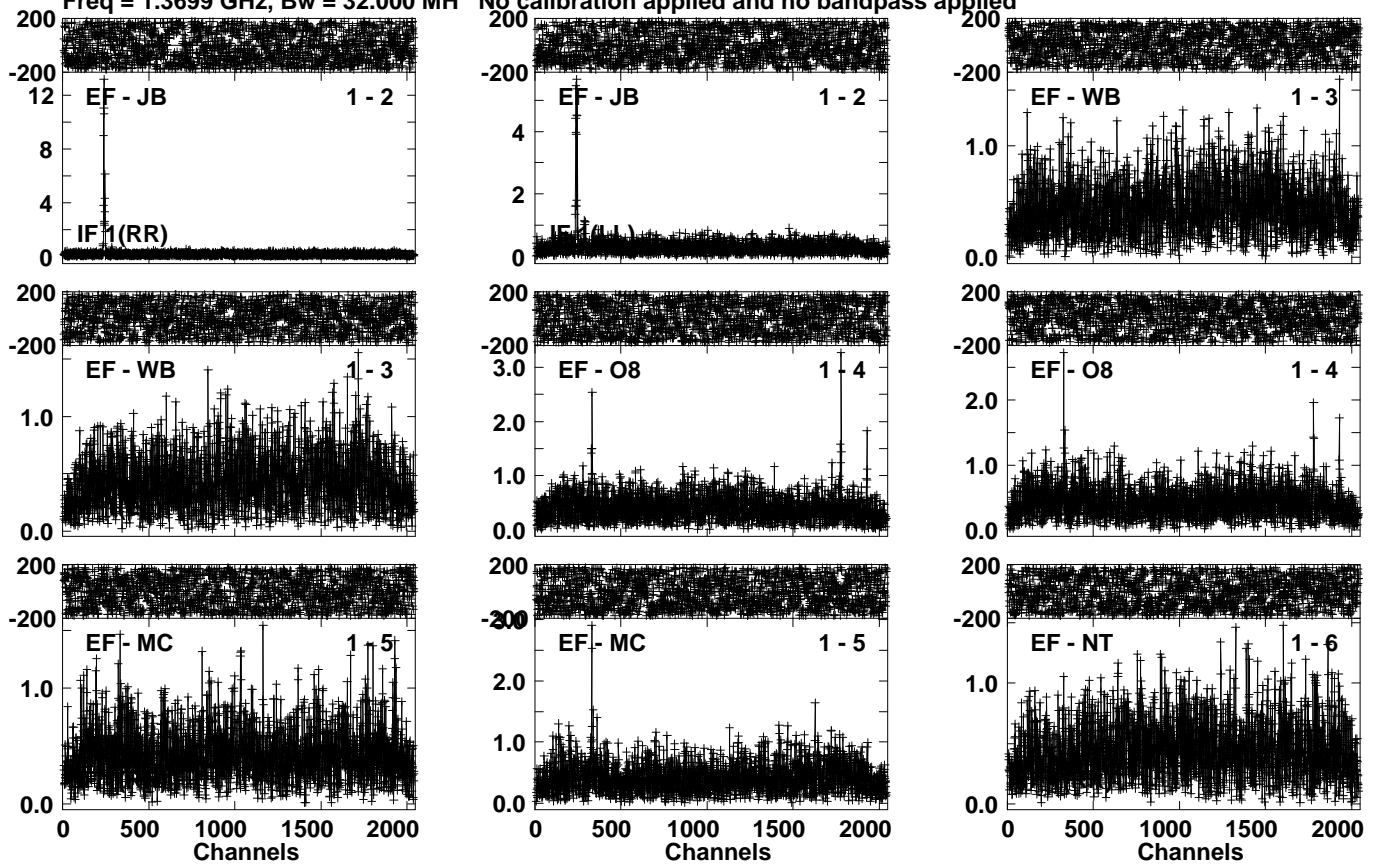 Freq = 1.3699 GHz, Bw = 32.000 MH No calibration applied and no bandpass applied
200 200 200
-200 -200 -200
EF - JB 1 - 2 EF - JB 1 - 2 EF - WB 1 - 3
12
8
4
0
4
2
0
1.0
0.0
IF 1(RR) IF 1(LL)
200 200 200
-200 -200 -200
EF - WB 1 - 3 EF - O8 1 - 4 EF - O8 1 - 4
1.0
0.0
3.0
2.0
1.0
0.0
2.0
1.0
0.0
200 200 200
-200 -200 -200
EF - MC 1 - 5 EF - MC 1 - 5 EF - NT 1 - 6
1.0
0.0
3.0
2.0
1.0
0.0
1.0
0.0
0 500 1000 1500 2000 0 500 1000 1500 2000 0 500 1000 1500 2000
Channels Channels Channels